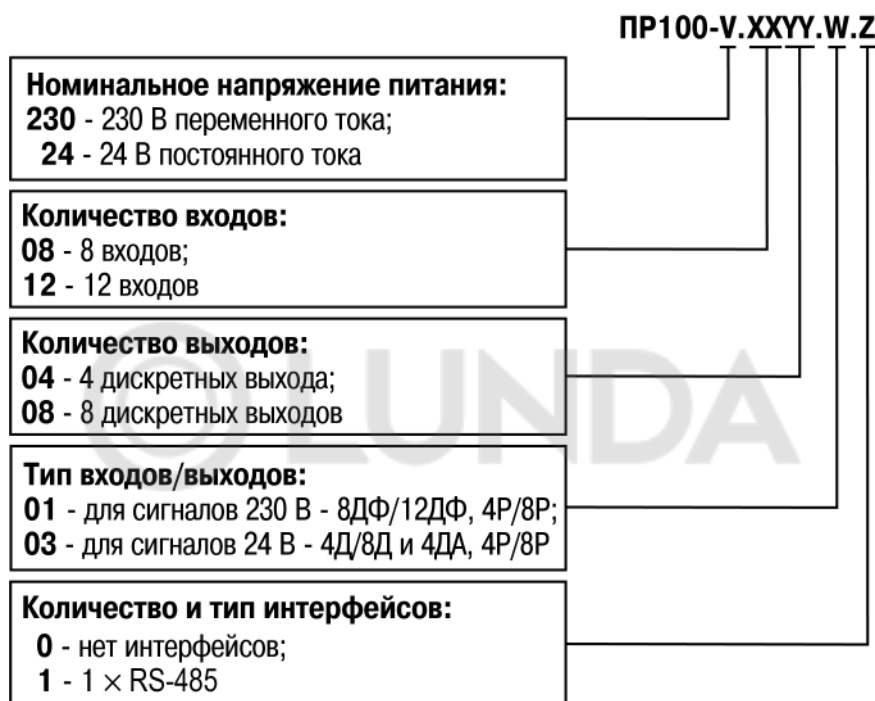 ПР100-V.XXYY.W.Z
Номинальное напряжение питания:
230 - 230 В переменного тока;
24 - 24 В постоянного тока
Количество входов:
08 - 8 входов;
12 - 12 входов
Количество выходов:
04 - 4 дискретных выхода;
08 - 8 дискретных выходов
LUNDA
Тип входов/выходов:
01 - для сигналов 230 В - 8ДФ/12ДФ, 4Р/8Р;
03 - для сигналов 24 В - 4Д/8Д и 4ДА, 4Р/8Р
Количество и тип интерфейсов:
0 - нет интерфейсов;
1 - 1 × RS-485